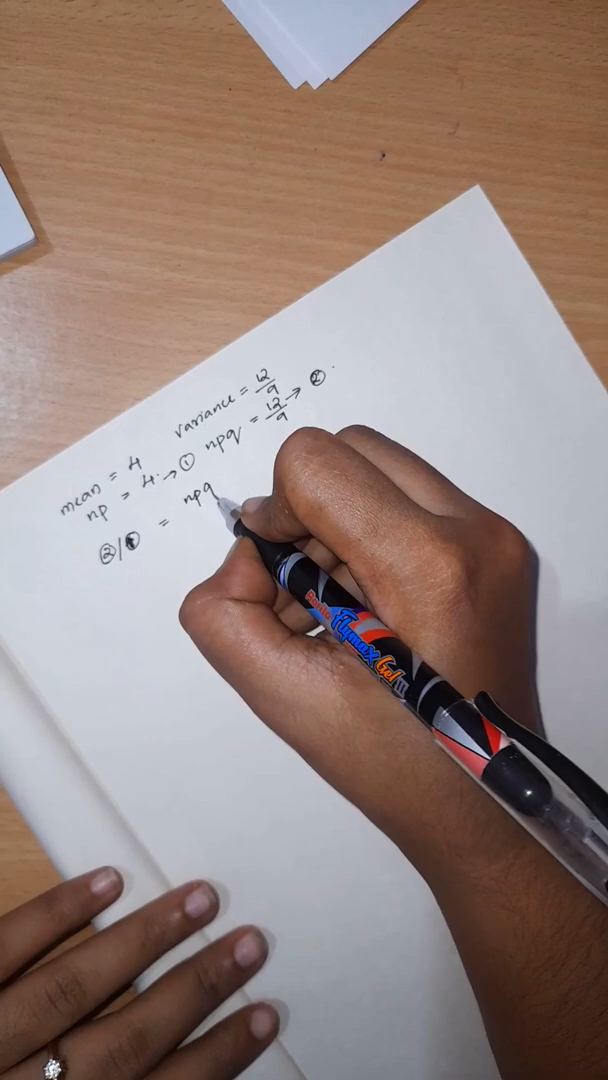 mean = 4 variance = 12/9
np = 4. → ① npq = 12/9 → ②.
②/① = npq
Flymax Gel